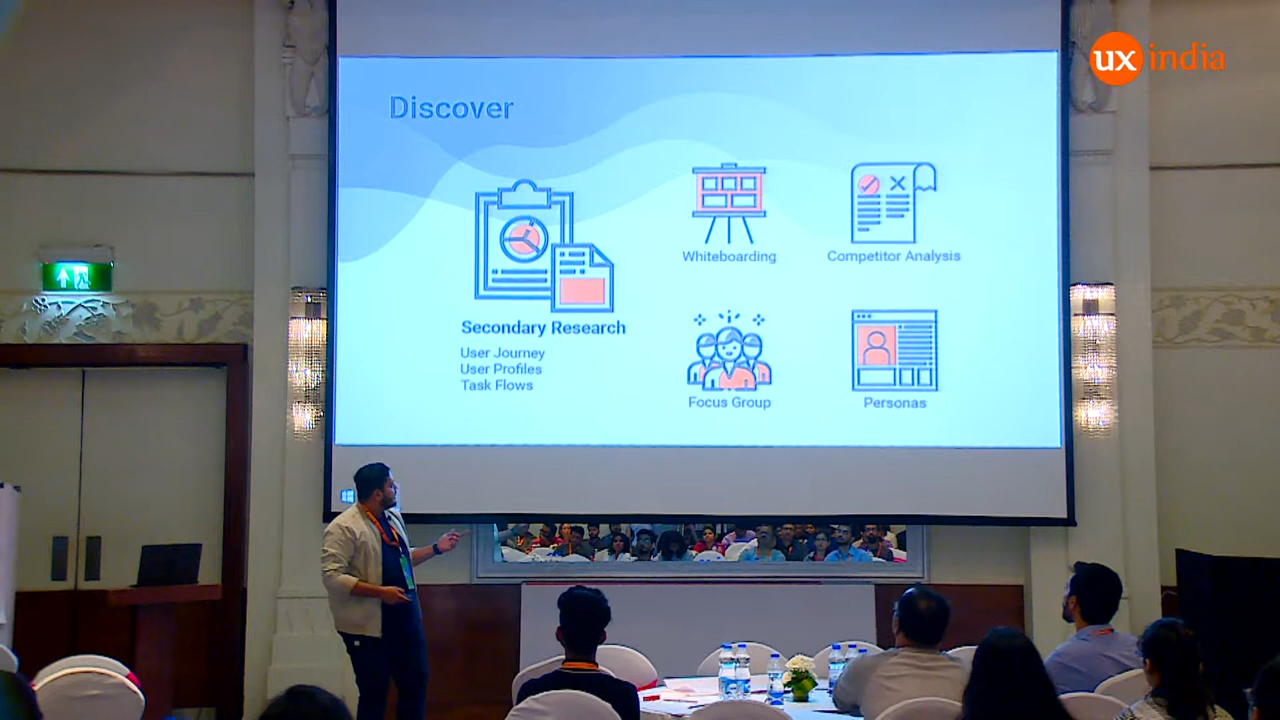 ux india
Discover
Whiteboarding
Competitor Analysis
Secondary Research
User Journey
User Profiles
Task Flows
Focus Group
Personas